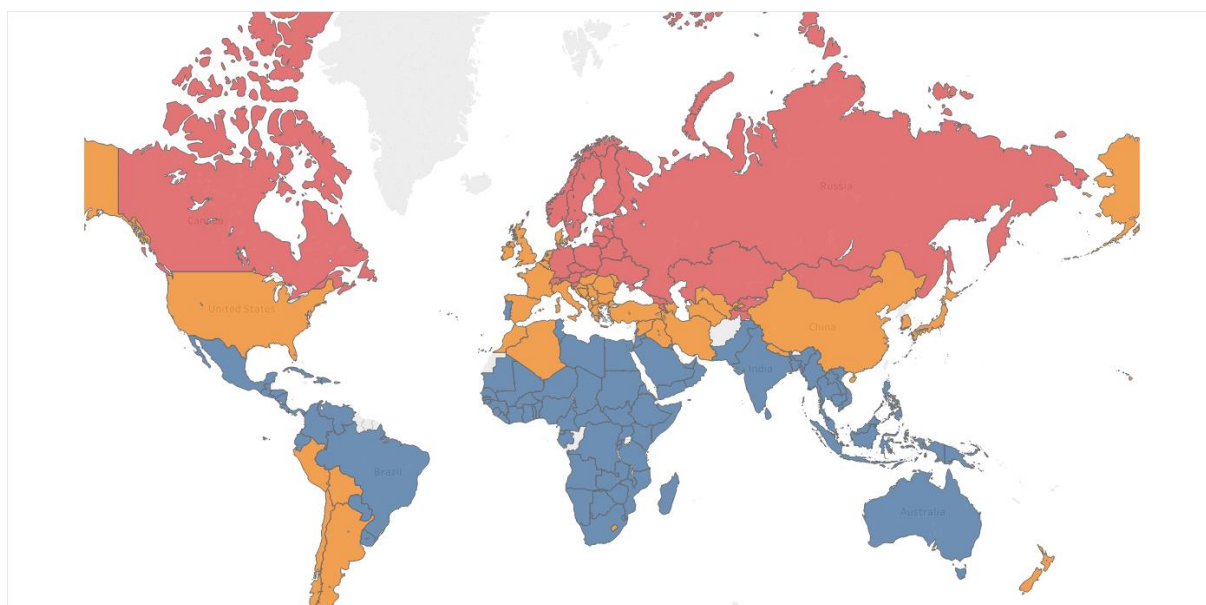 Canada
Russia
United States
China
India
Brazil
Australia